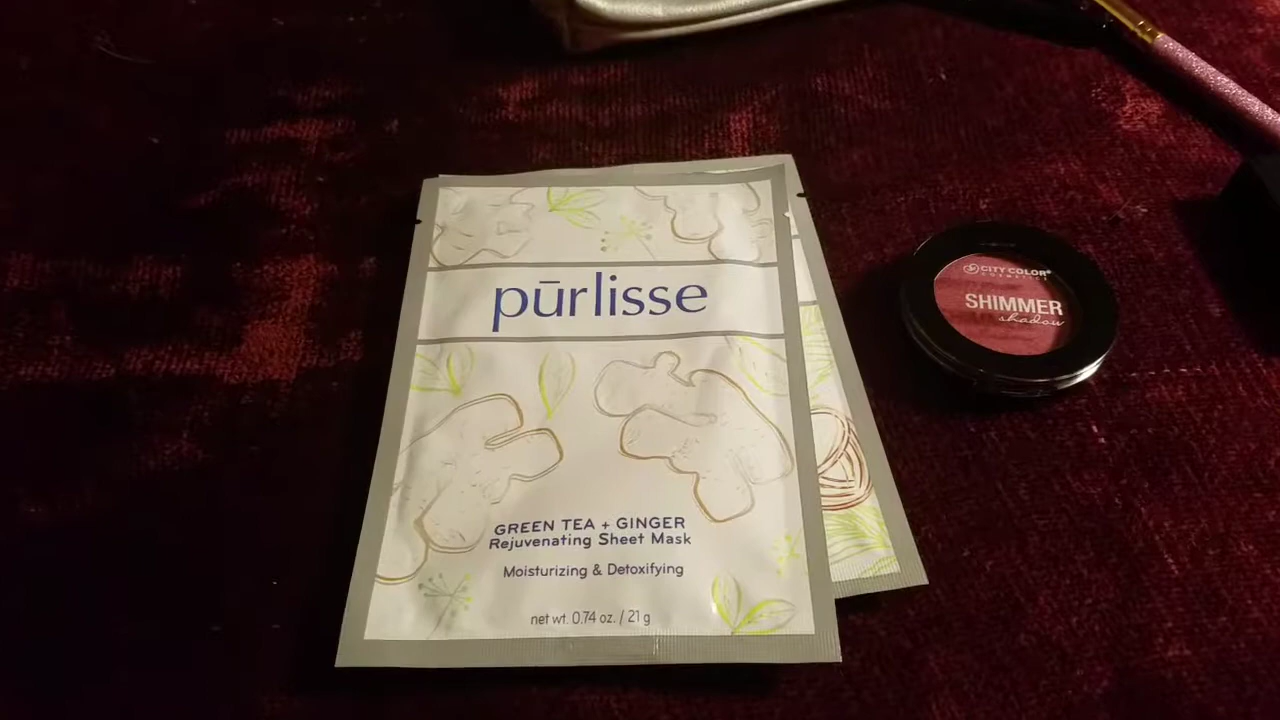 pūrlisse
GREEN TEA + GINGER
Rejuvenating Sheet Mask
Moisturizing & Detoxifying
net wt. 0.74 oz. / 21 g
CITY COLOR®
COSMETICS
SHIMMER
shadow